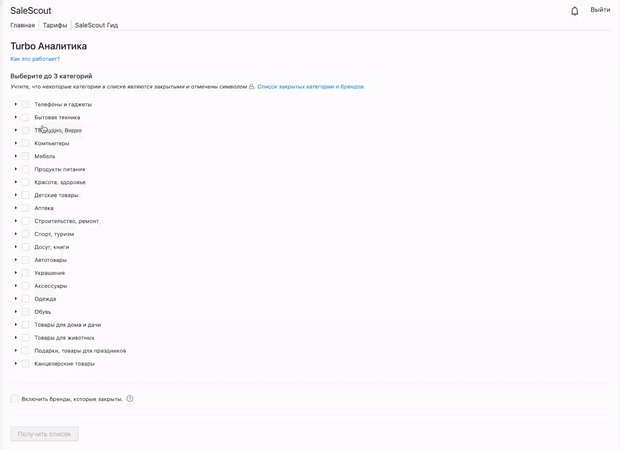 SaleScout
Выйти
Главная Тарифы SaleScout Гид
Turbo Аналитика
Как это работает?
Выберите до 3 категорий
Учтите, что некоторые категории в списке являются закрытыми и отмечены символом . Список закрытых категории и брендов.
Телефоны и гаджеты
Бытовая техника
ТВ, Аудио, Видео
Компьютеры
Мебель
Продукты питания
Красота, здоровье
Детские товары
Аптека
Строительство, ремонт
Спорт, туризм
Досуг, книги
Автотовары
Украшения
Аксессуары
Одежда
Обувь
Товары для дома и дачи
Товары для животных
Подарки, товары для праздников
Канцелярские товары
Включить бренды, которые закрыты. ?
Получить список